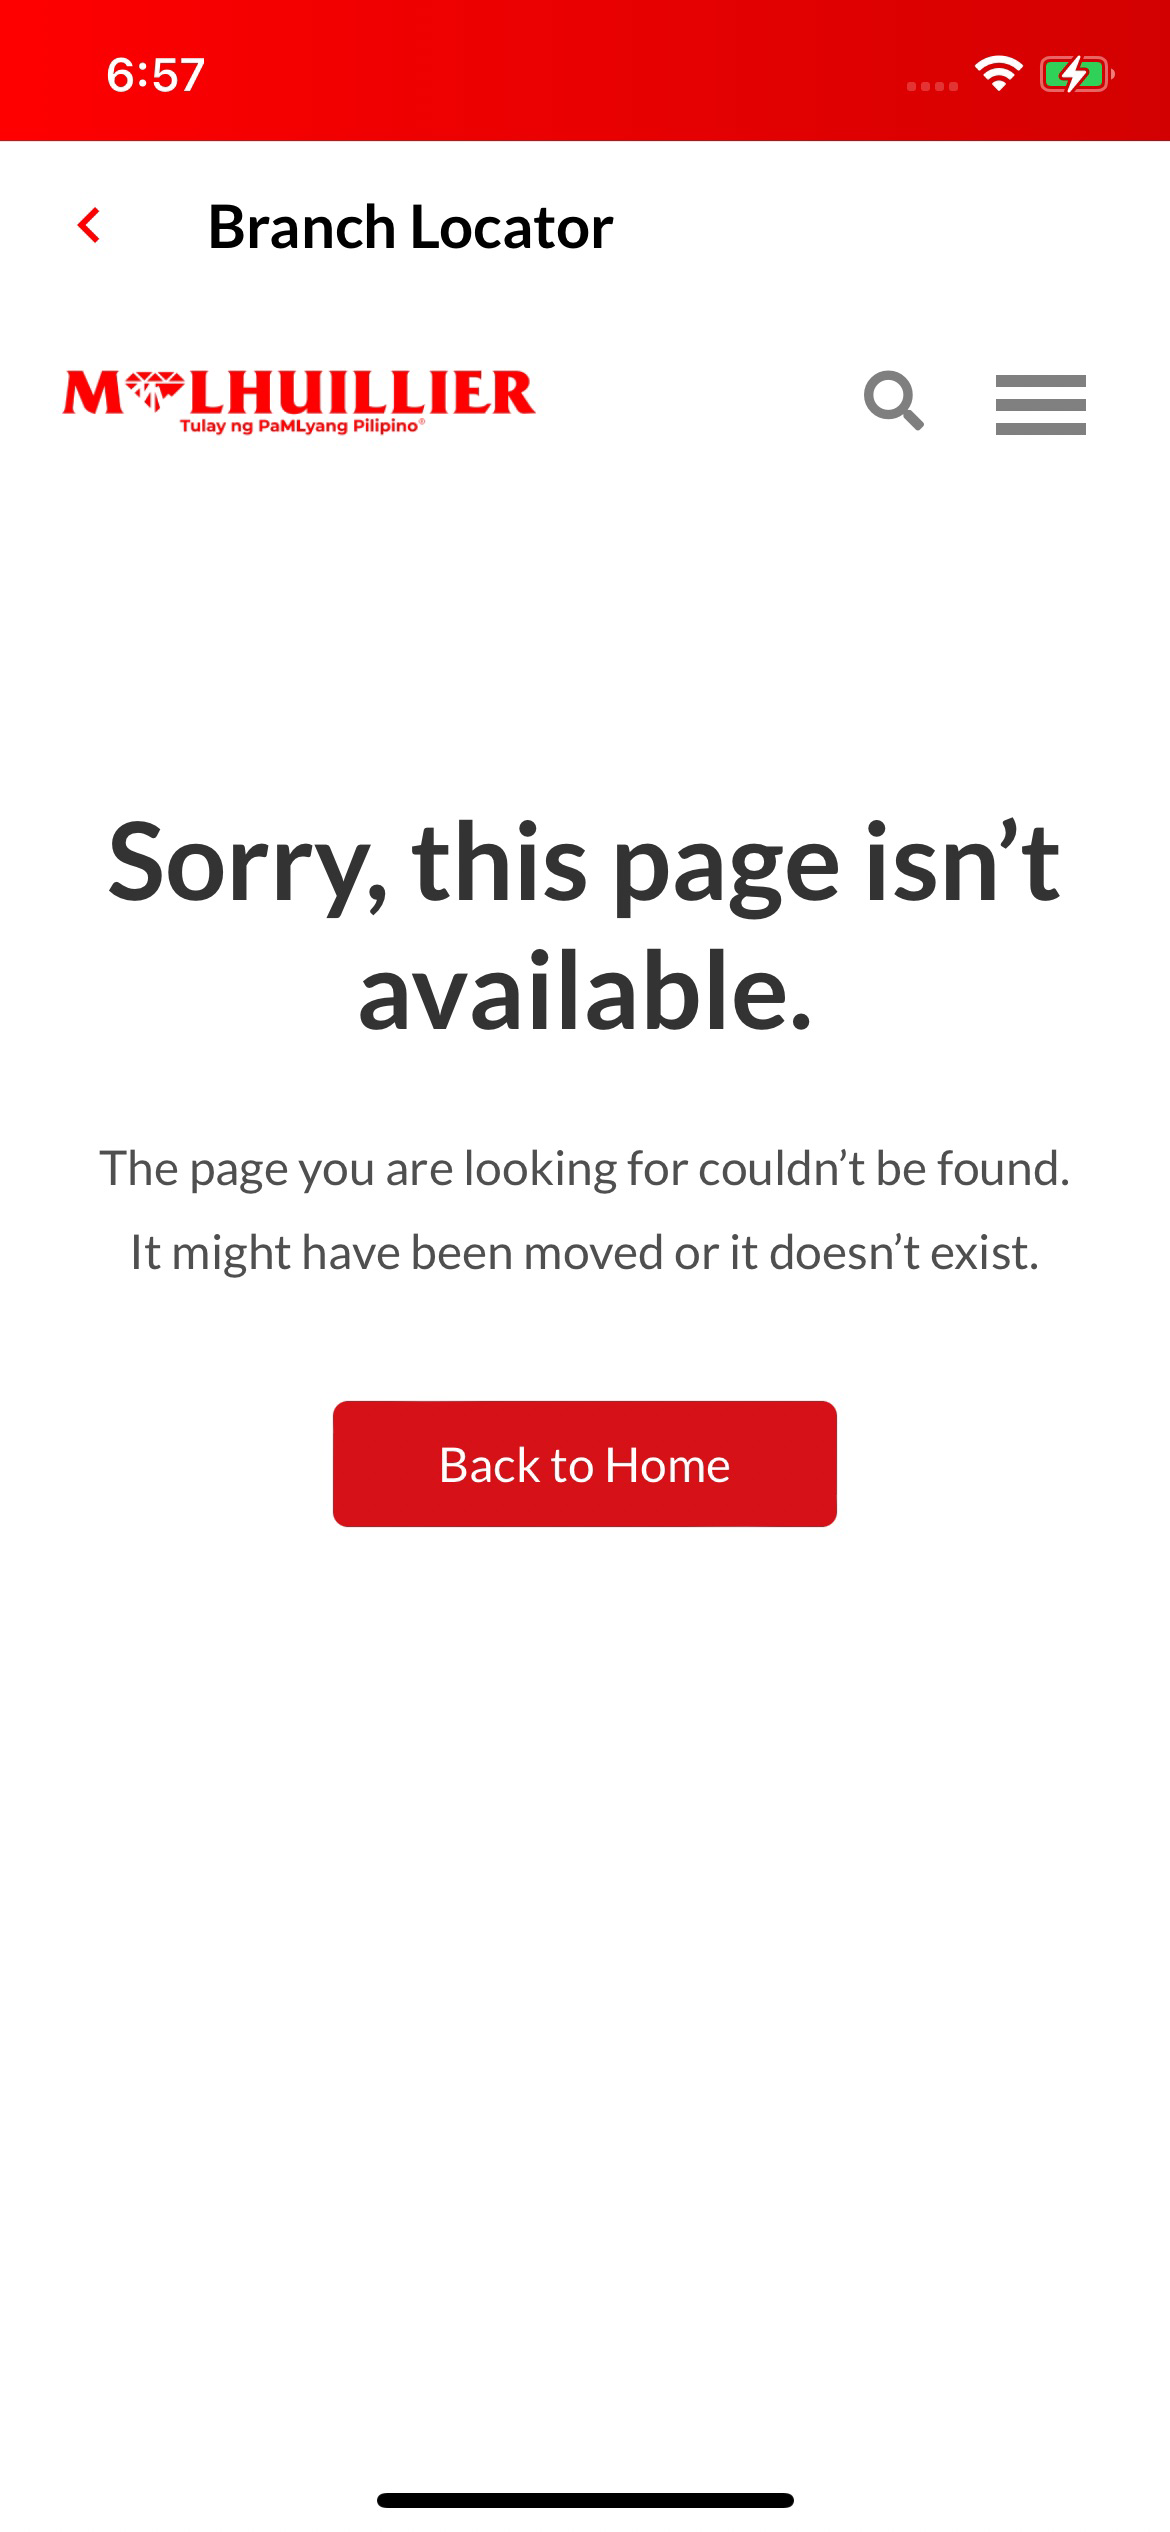 6:57
Branch Locator
M LHUILLIER
Tulay ng PaMLyang Pilipino®
Sorry, this page isn’t
available.
The page you are looking for couldn’t be found.
It might have been moved or it doesn’t exist.
Back to Home